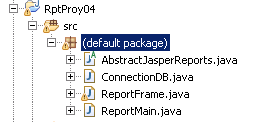 RptProy04
src
(default package)
AbstractJasperReports.java
ConnectionDB.java
ReportFrame.java
ReportMain.java